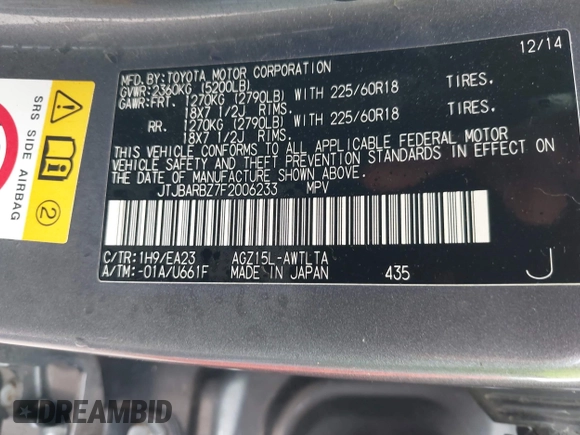 12/14
MFD.BY:TOYOTA MOTOR CORPORATION
GVWR:2360KG (5200LB)
GAWR:FRT. 1270KG (2790LB) WITH 225/60R18 TIRES.
18X7 1/2J RIMS.
RR. 1270KG (2790LB) WITH 225/60R18 TIRES.
18X7 1/2J RIMS.
THIS VEHICLE CONFORMS TO ALL APPLICABLE FEDERAL MOTOR
VEHICLE SAFETY AND THEFT PREVENTION STANDARDS IN EFFECT ON
THE DATE OF MANUFACTURE SHOWN ABOVE.
JTJBARBZ7F2006233 MPV
C/TR:1H9/EA23 AGZ15L-AWTLTA
A/TM:-01A/U661F MADE IN JAPAN 435 J
SRS SIDE AIRBAG
2
DREAMBID